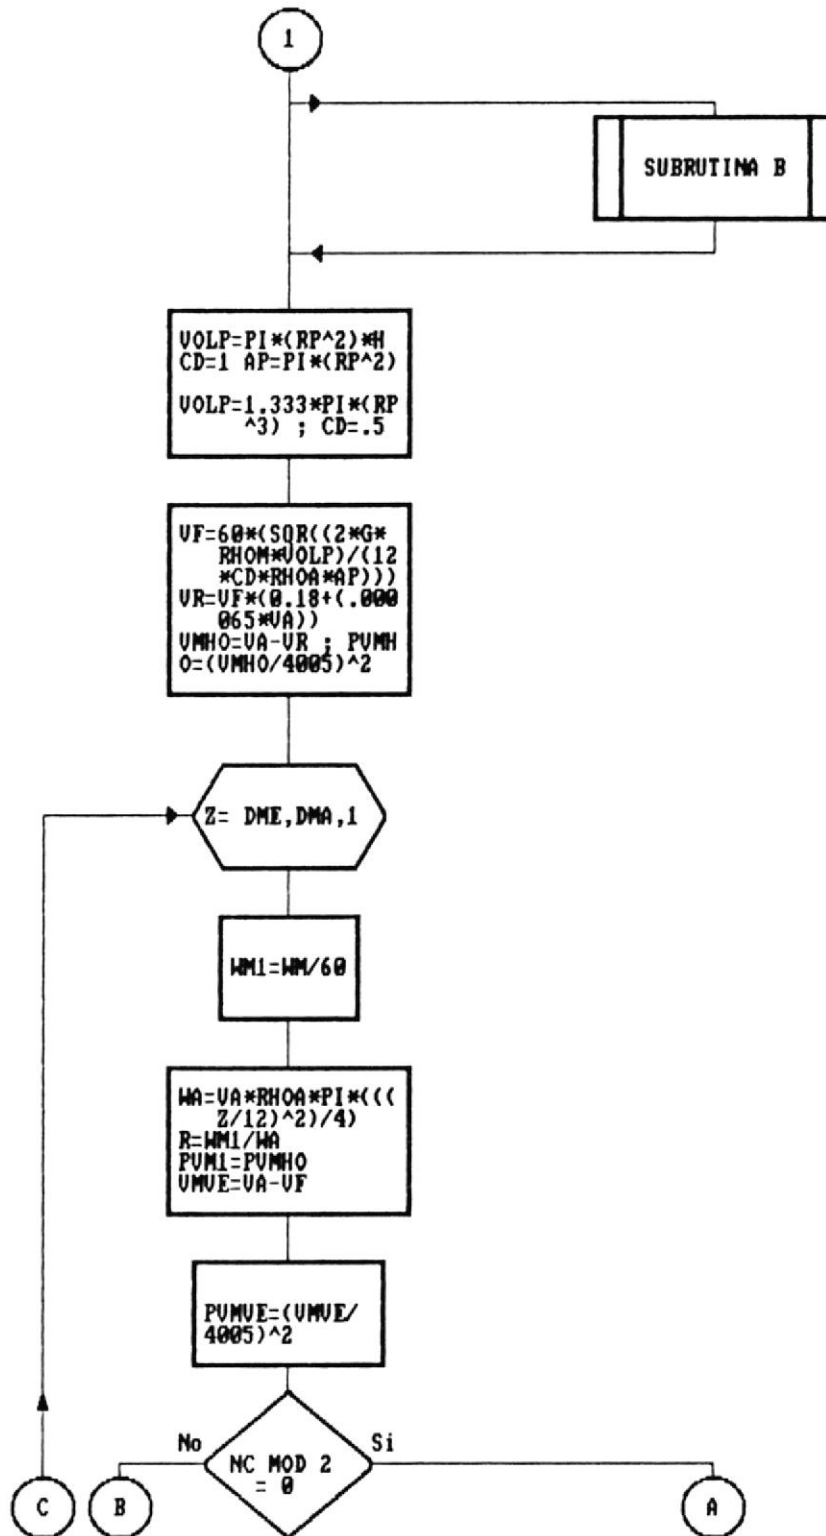 1
SUBRUTINA B
VOLP=PI*(RP^2)*H
CD=1 AP=PI*(RP^2)
VOLP=1.333*PI*(RP
^3) ; CD=.5
VF=60*(SQR((2*G*
RHOM*VOLP)/(12
*CD*RHOA*AP)))
VR=VF*(0.18+(.000
065*VA))
VMHO=VA-VR ; PVMH
O=(VMHO/4005)^2
Z= DME,DMA,1
WM1=WM/60
WA=VA*RHOA*PI*(((
Z/12)^2)/4)
R=WM1/WA
PVM1=PVMHO
VMVE=VA-VF
PVMVE=(VMVE/
4005)^2
No
Si
NC MOD 2
= 0
C
B
A